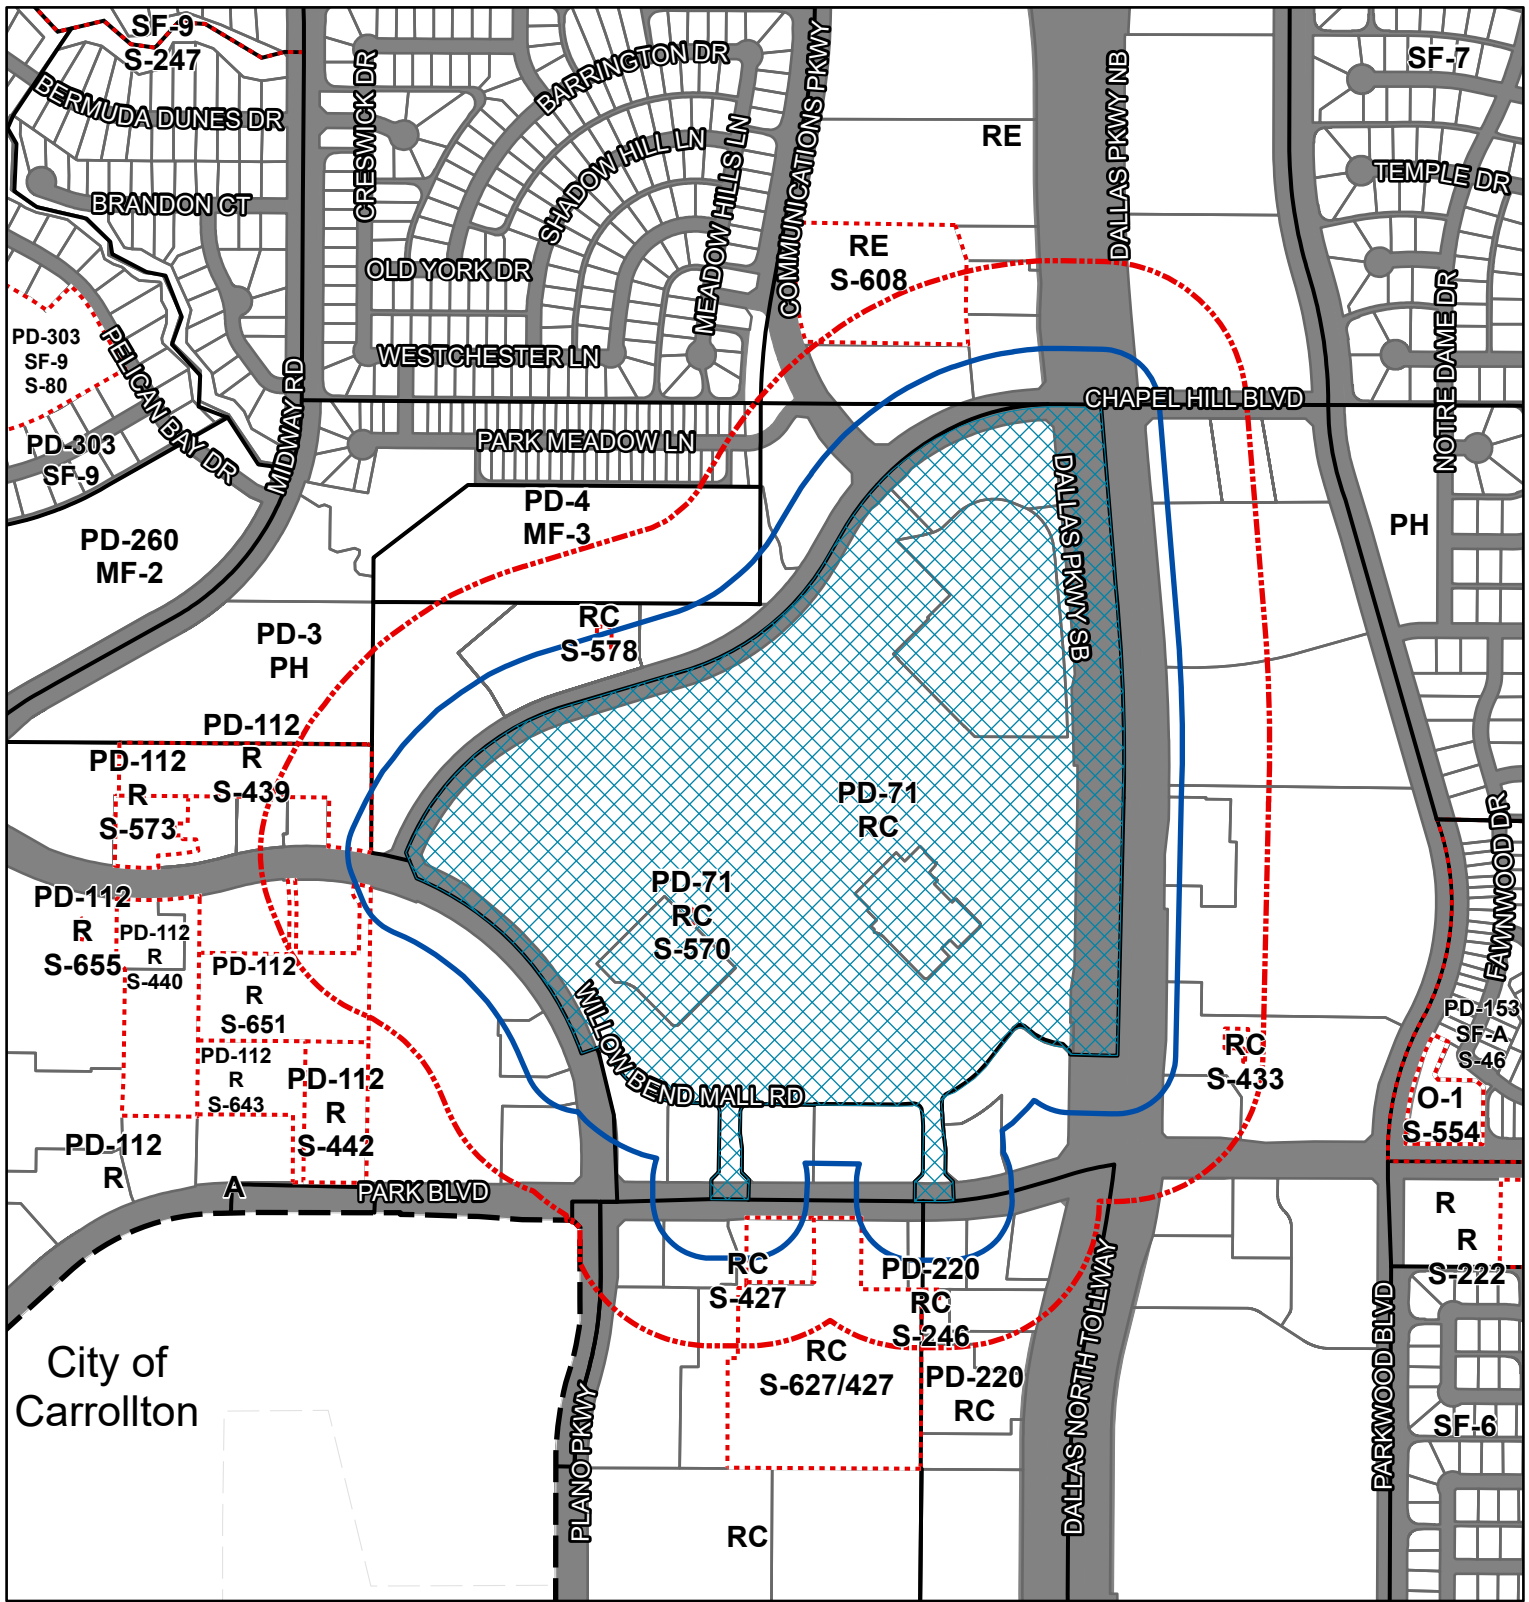 SF-9
S-247
BERMUDA DUNES DR
BRANDON CT
CRESWICK DR
BARRINGTON DR
SHADOW HILL LN
MEADOW HILLS LN
OLD YORK DR
WESTCHESTER LN
COMMUNICATIONS PKWY
RE
DALLAS PKWY NB
SF-7
TEMPLE DR
RE
S-608
NOTRE DAME DR
PD-303
SF-9
S-80
PELICAN BAY DR
MIDWAY RD
PD-303
SF-9
CHAPEL HILL BLVD
PARK MEADOW LN
PD-4
MF-3
DALLAS PKWY SB
PH
PD-260
MF-2
RC
S-578
PD-3
PH
PD-112
R
S-439
PD-112
R
S-573
PD-71
RC
PD-71
RC
S-570
FAWNWOOD DR
PD-112
R
S-655
PD-112
R
S-440
PD-112
R
S-651
PD-112
R
S-643
PD-112
R
S-442
WILLOW BEND MALL RD
RC
S-433
PD-153
SF-A
S-46
O-1
S-554
PD-112
R
A
PARK BLVD
RC
S-427
PD-220
RC
S-246
RC
S-627/427
PD-220
RC
DALLAS NORTH TOLLWAY
R
R
S-222
PARKWOOD BLVD
SF-6
City of
Carrollton
PLANO PKWY
RC